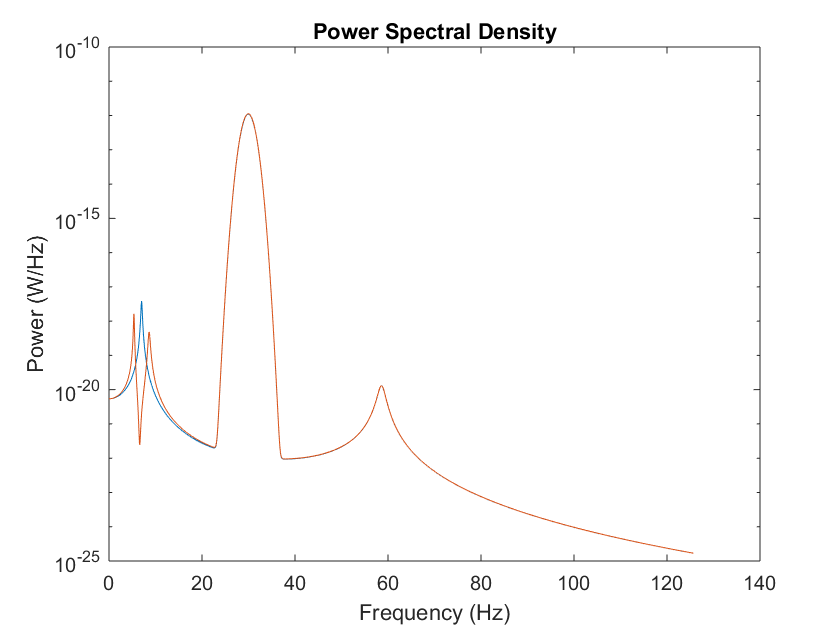 Power Spectral Density
10^-10
10^-15
10^-20
10^-25
Power (W/Hz)
0 20 40 60 80 100 120 140
Frequency (Hz)